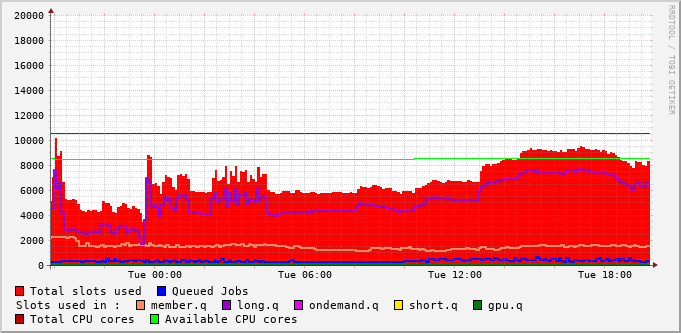 RRDTOOL / TOBI OETIKER
20000
18000
16000
14000
12000
10000
8000
6000
4000
2000
0
Tue 00:00 Tue 06:00 Tue 12:00 Tue 18:00
Total slots used Queued Jobs
Slots used in : member.q long.q ondemand.q short.q gpu.q
Total CPU cores Available CPU cores